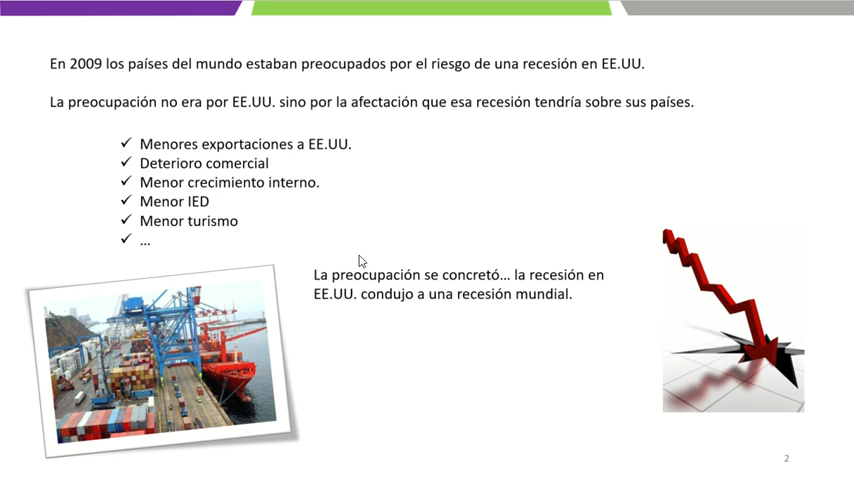 En 2009 los países del mundo estaban preocupados por el riesgo de una recesión en EE.UU.
La preocupación no era por EE.UU. sino por la afectación que esa recesión tendría sobre sus países.
✓ Menores exportaciones a EE.UU.
✓ Deterioro comercial
✓ Menor crecimiento interno.
✓ Menor IED
✓ Menor turismo
✓ ...
La preocupación se concretó... la recesión en
EE.UU. condujo a una recesión mundial.
2